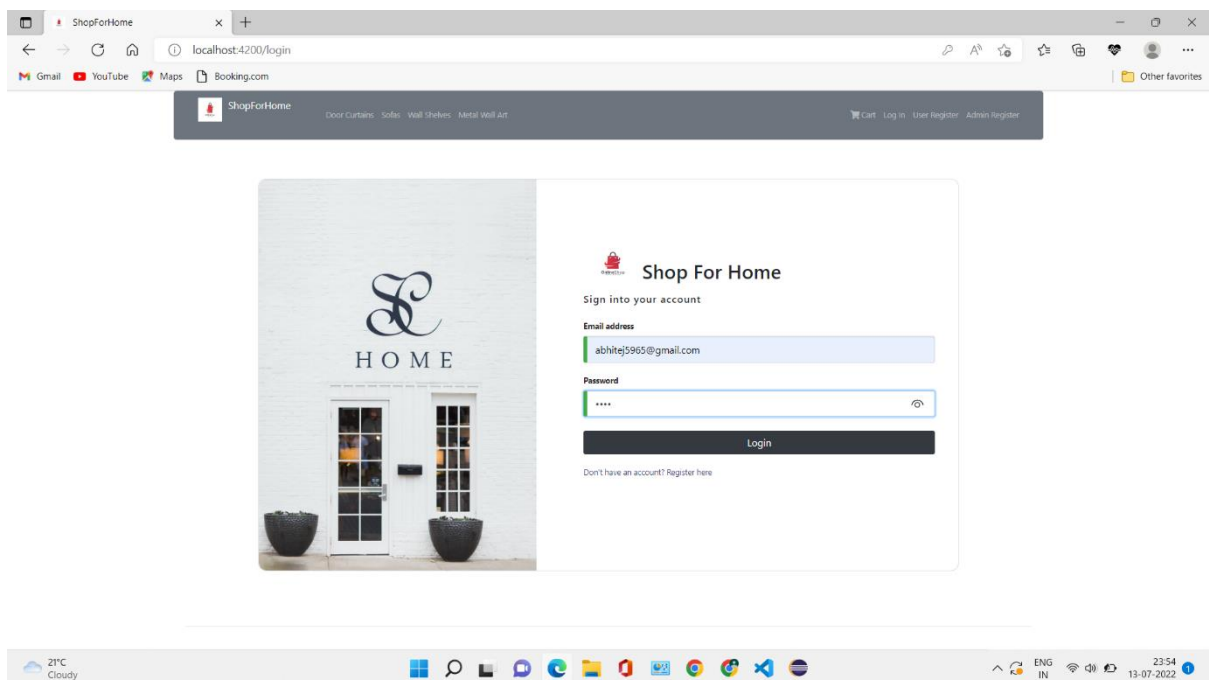 ShopForHome
localhost:4200/login
Gmail YouTube Maps Booking.com Other favorites
ShopForHome Door Curtains Sofas Wall Shelves Metal Wall Art Cart Log in User Register Admin Register
SC
HOME
Shop For Home
Sign into your account
Email address
abhitej5965@gmail.com
Password
••••
Login
Don't have an account? Register here
21°C
Cloudy
ENG
IN
23:54
13-07-2022
1